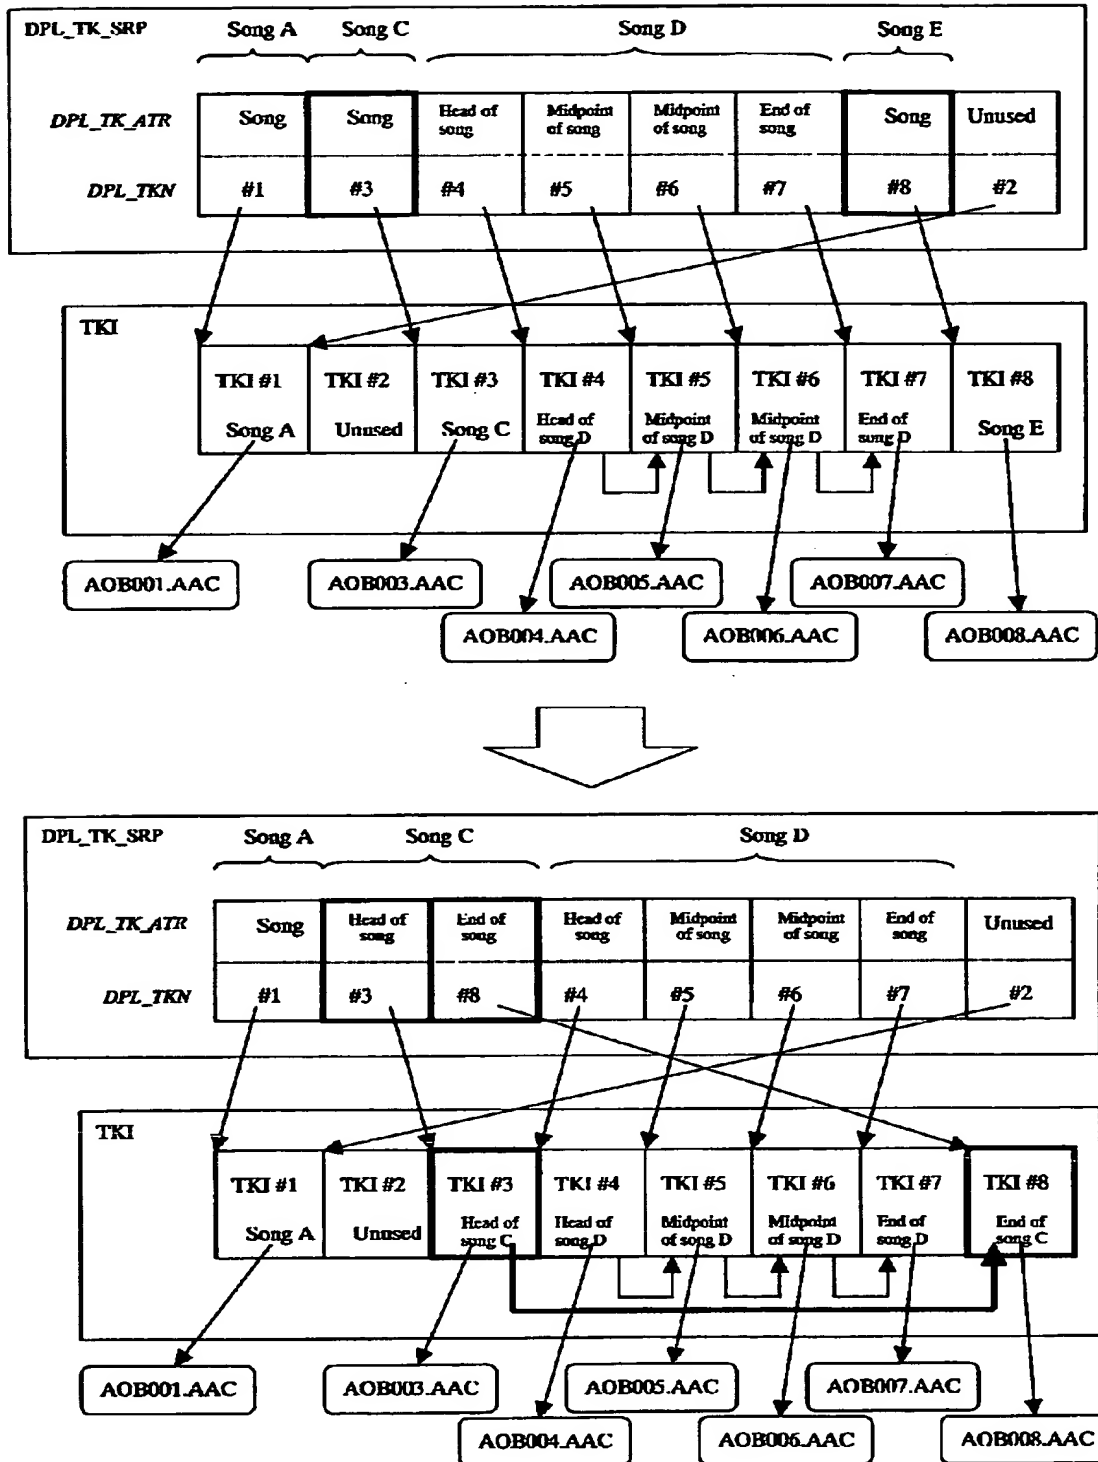 DPL_TK_SRP Song A Song C Song D Song E
DPL_TK_ATR Song Song Head of song Midpoint of song Midpoint of song End of song Song Unused
DPL_TKN #1 #3 #4 #5 #6 #7 #8 #2
TKI
TKI #1 TKI #2 TKI #3 TKI #4 TKI #5 TKI #6 TKI #7 TKI #8
Song A Unused Song C Head of song D Midpoint of song D Midpoint of song D End of song D Song E
AOB001.AAC AOB003.AAC AOB005.AAC AOB007.AAC
AOB004.AAC AOB006.AAC AOB008.AAC
DPL_TK_SRP Song A Song C Song D
DPL_TK_ATR Song Head of song End of song Head of song Midpoint of song Midpoint of song End of song Unused
DPL_TKN #1 #3 #8 #4 #5 #6 #7 #2
TKI
TKI #1 TKI #2 TKI #3 TKI #4 TKI #5 TKI #6 TKI #7 TKI #8
Song A Unused Head of song C Head of song D Midpoint of song D Midpoint of song D End of song D End of song C
AOB001.AAC AOB003.AAC AOB005.AAC AOB007.AAC
AOB004.AAC AOB006.AAC AOB008.AAC